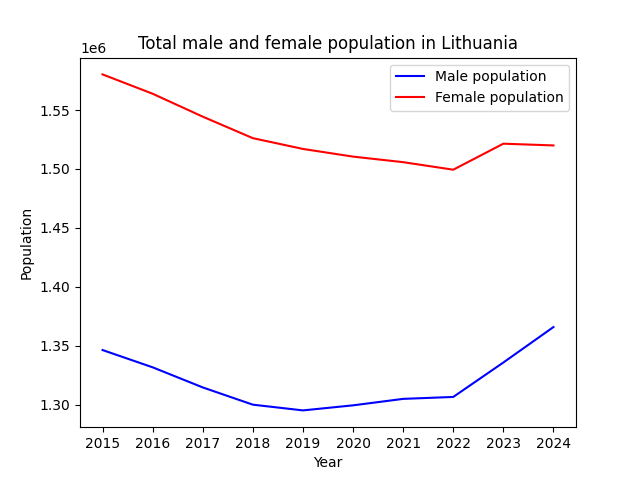 Total male and female population in Lithuania
1e6
Male population
Female population
1.55
1.50
1.45
1.40
1.35
1.30
Population
2015 2016 2017 2018 2019 2020 2021 2022 2023 2024
Year